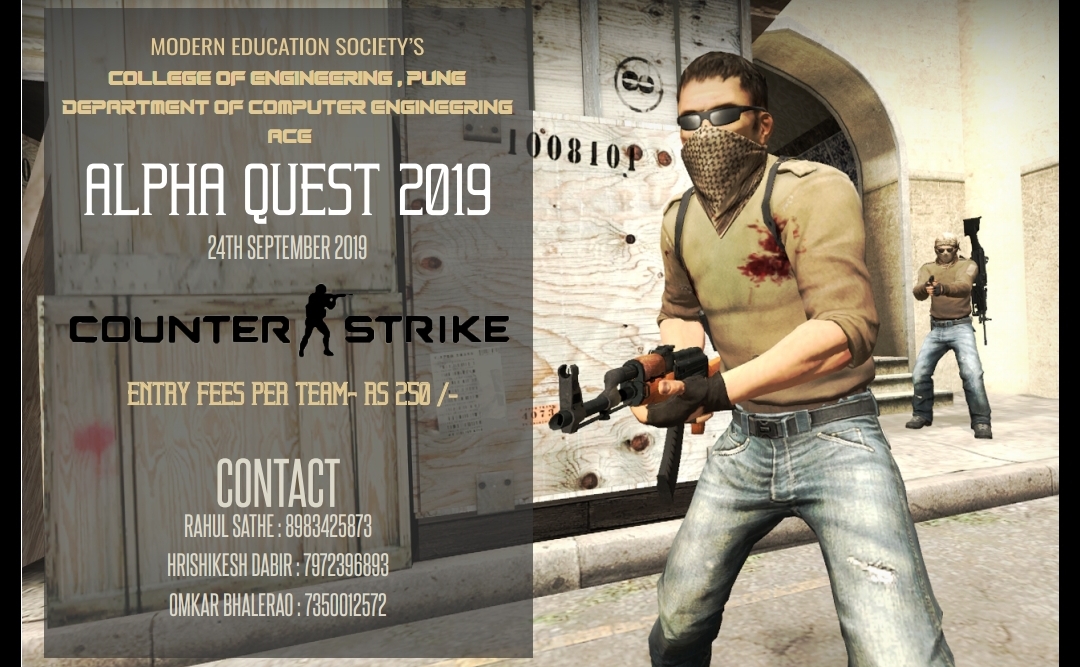 MODERN EDUCATION SOCIETY'S
COLLEGE OF ENGINEERING , PUNE
DEPARTMENT OF COMPUTER ENGINEERING
ACE
ALPHA QUEST 2019
24TH SEPTEMBER 2019
COUNTER STRIKE
ENTRY FEES PER TEAM- RS 250 /-
CONTACT
RAHUL SATHE : 8983425873
HRISHIKESH DABIR : 7972396893
OMKAR BHALERAO : 7350012572
1008101